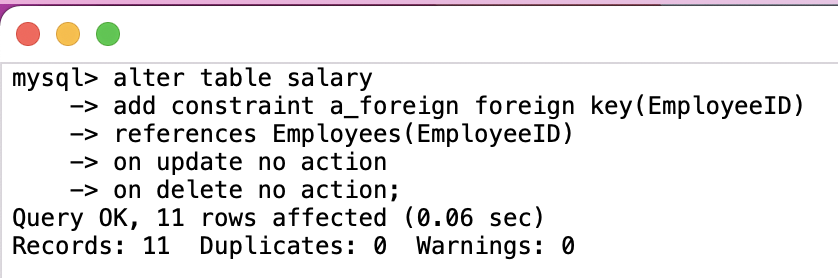 mysql> alter table salary
    -> add constraint a_foreign foreign key(EmployeeID)
    -> references Employees(EmployeeID)
    -> on update no action
    -> on delete no action;
Query OK, 11 rows affected (0.06 sec)
Records: 11  Duplicates: 0  Warnings: 0